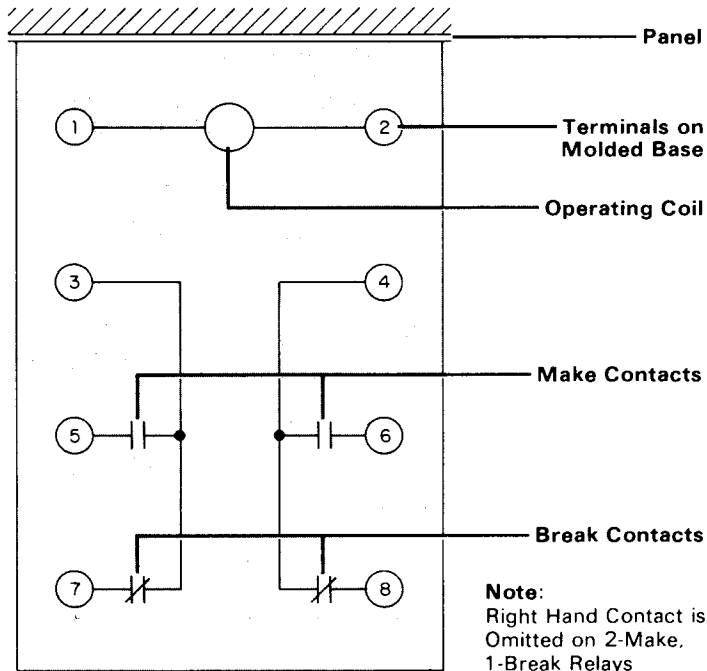 Panel
1
2
Terminals on
Molded Base
Operating Coil
3
4
Make Contacts
5
6
Break Contacts
7
8
Note:
Right Hand Contact is
Omitted on 2-Make,
1-Break Relays